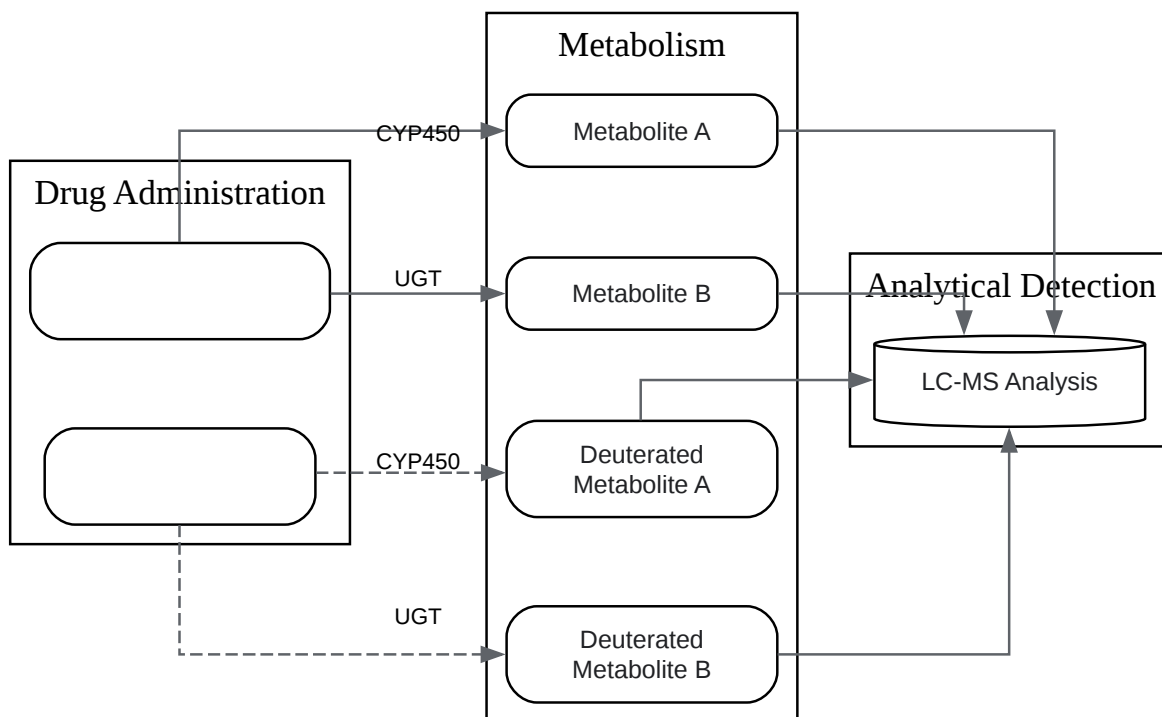 Metabolism
CYP450
Metabolite A
Drug Administration
UGT
Metabolite B
Analytical Detection
LC-MS Analysis
CYP450
Deuterated
Metabolite A
UGT
Deuterated
Metabolite B